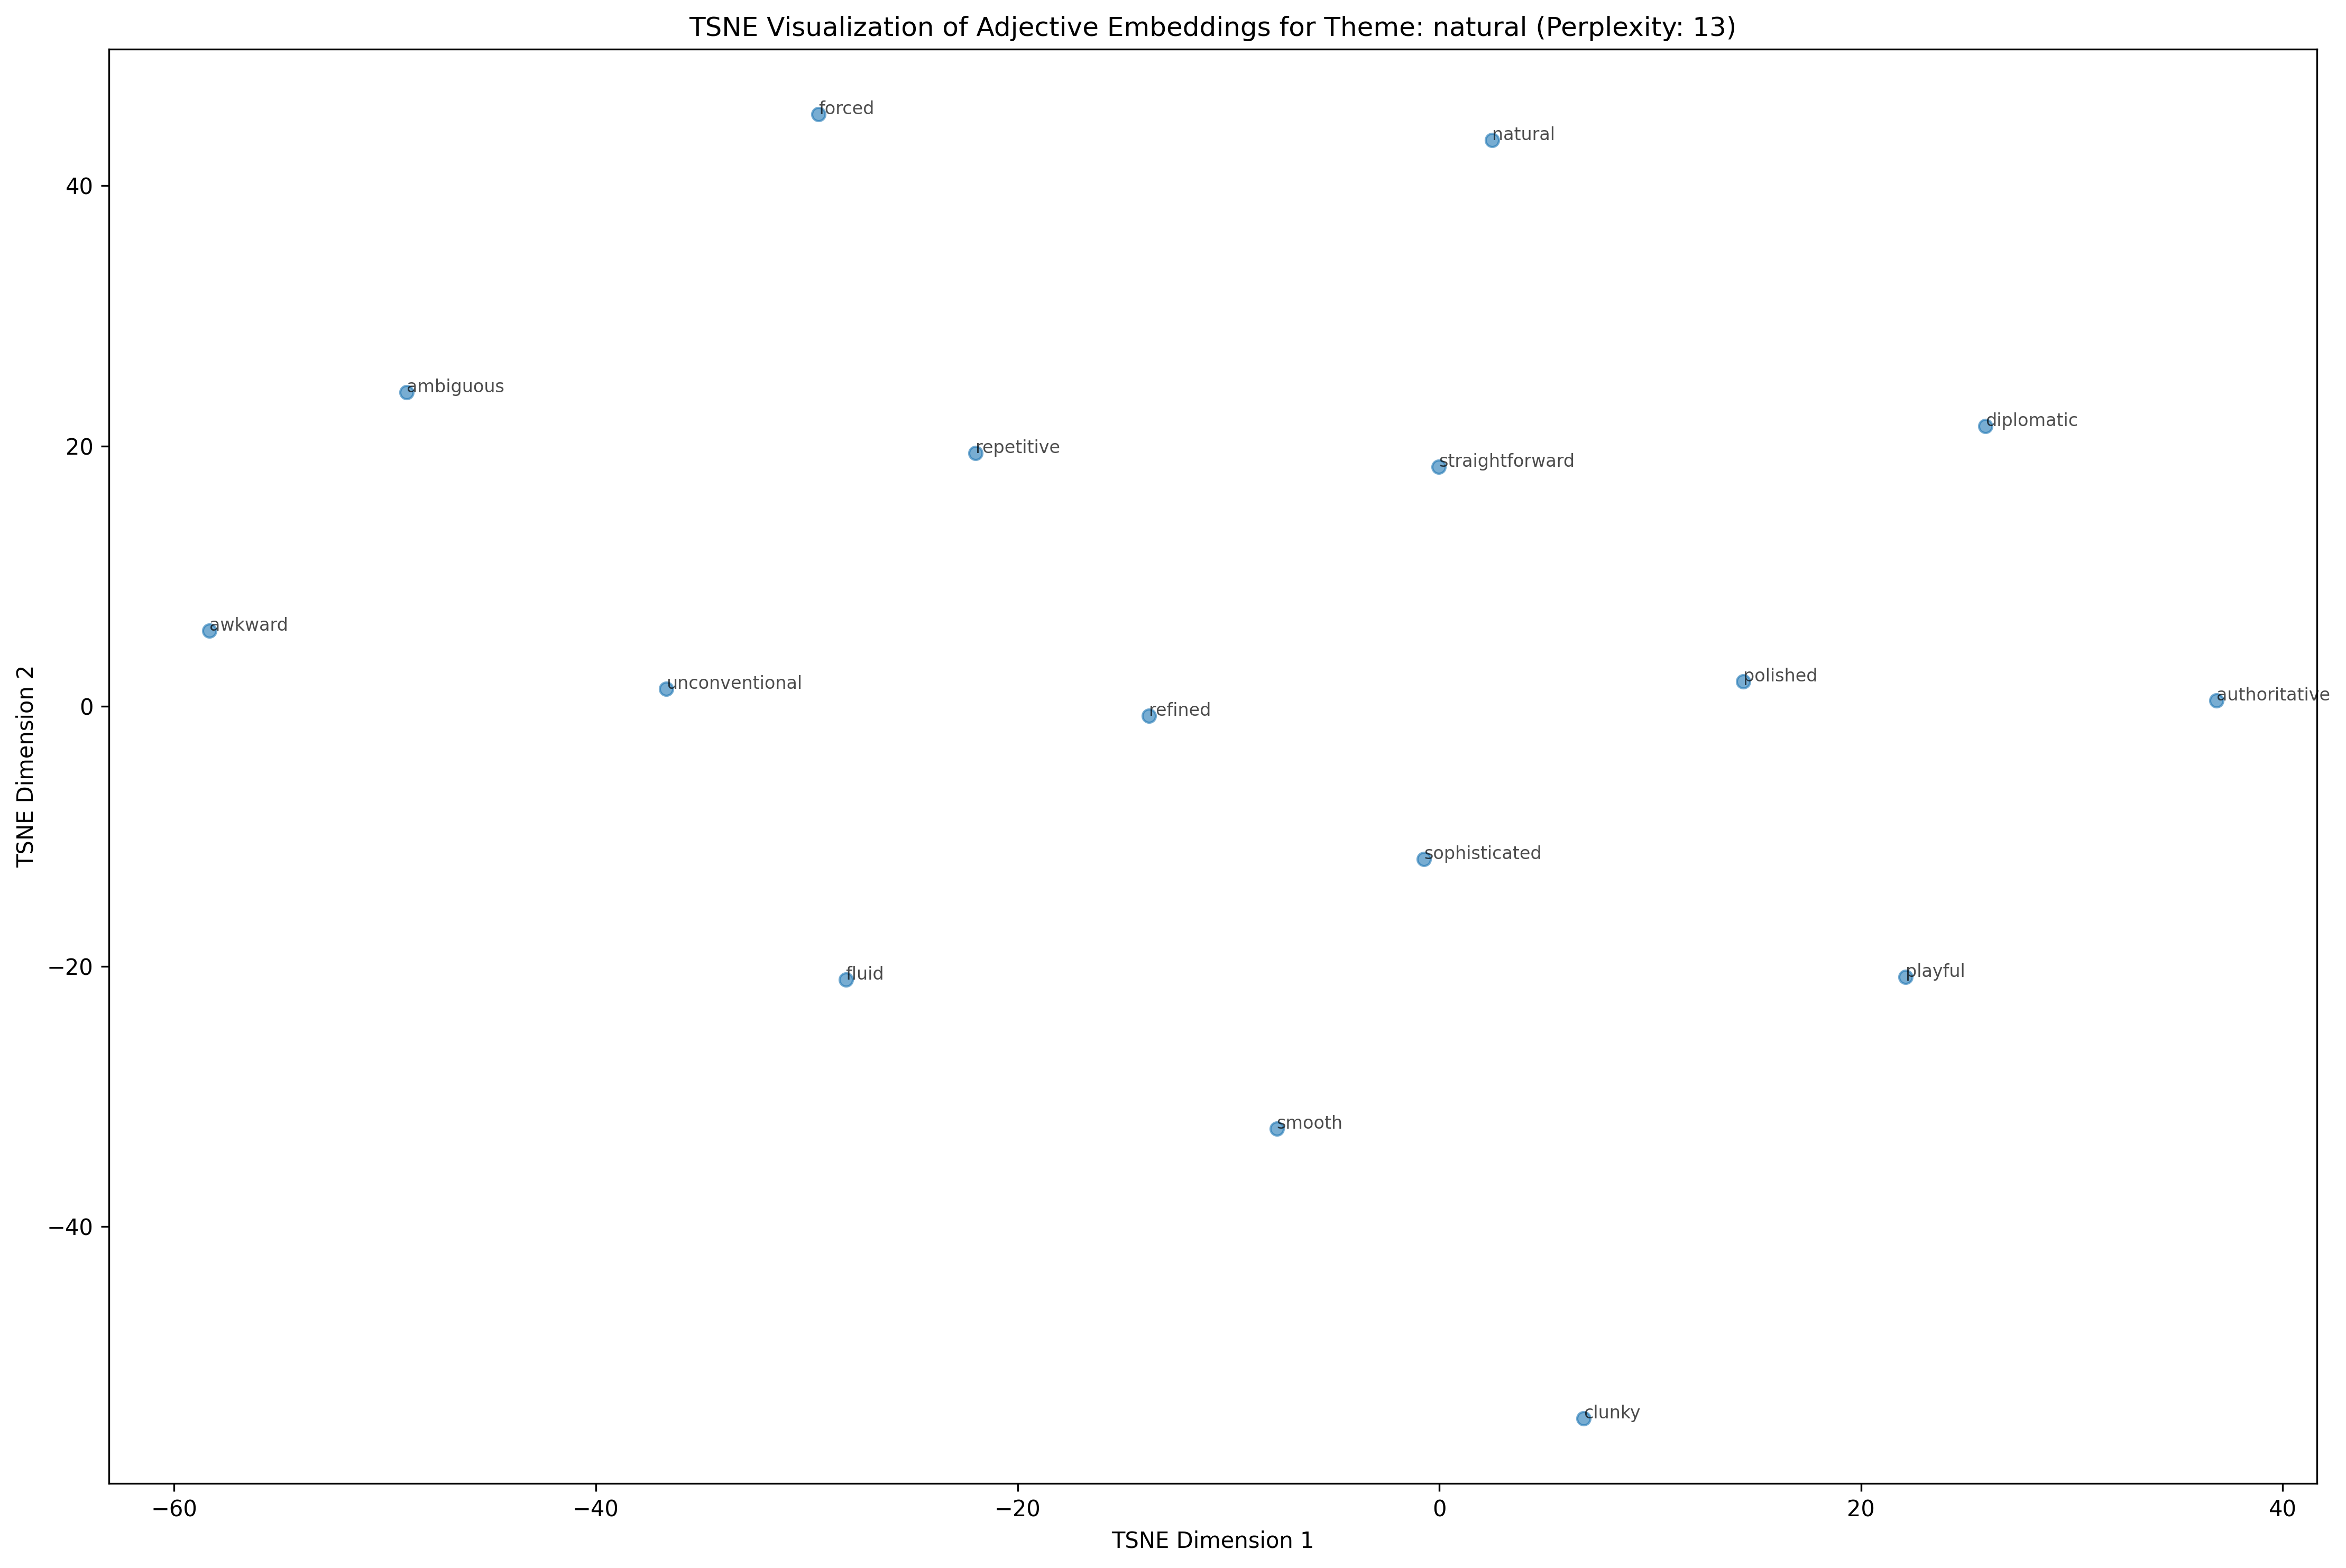 TSNE Visualization of Adjective Embeddings for Theme: natural (Perplexity: 13)
forced
natural
40
ambiguous
diplomatic
20
repetitive
straightforward
awkward
polished
unconventional
authoritative
0
refined
TSNE Dimension 2
sophisticated
−20
fluid
playful
smooth
−40
clunky
−60
−40
−20
0
20
40
TSNE Dimension 1